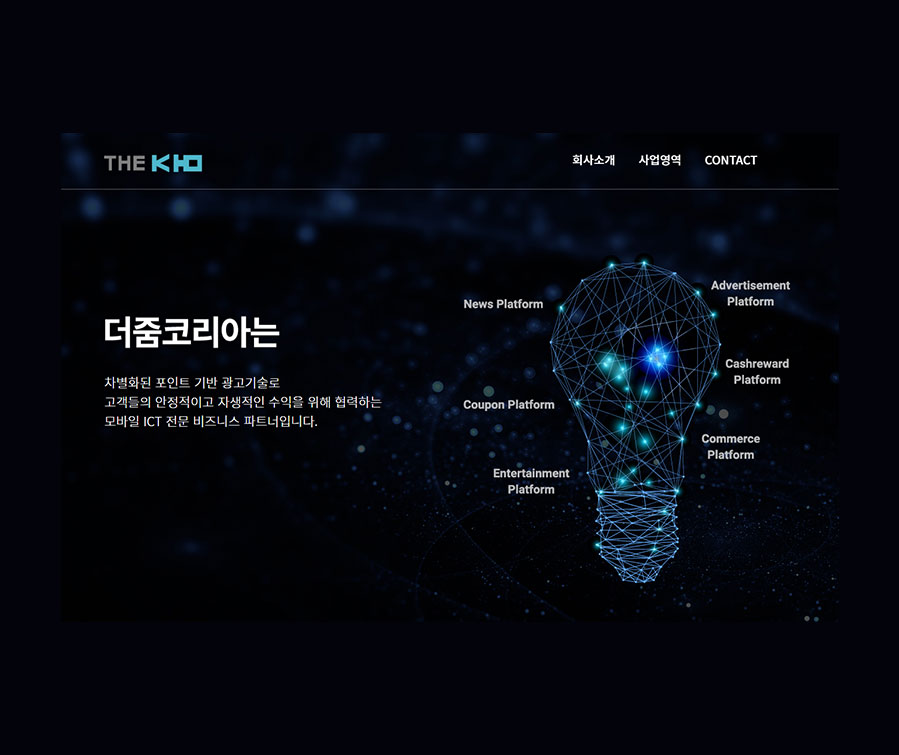 THE KHO
회사소개 사업영역 CONTACT
News Platform
Advertisement
Platform
더줌코리아는
Cashreward
Platform
차별화된 포인트 기반 광고기술로
고객들의 안정적이고 자생적인 수익을 위해 협력하는
모바일 ICT 전문 비즈니스 파트너입니다.
Coupon Platform
Commerce
Platform
Entertainment
Platform